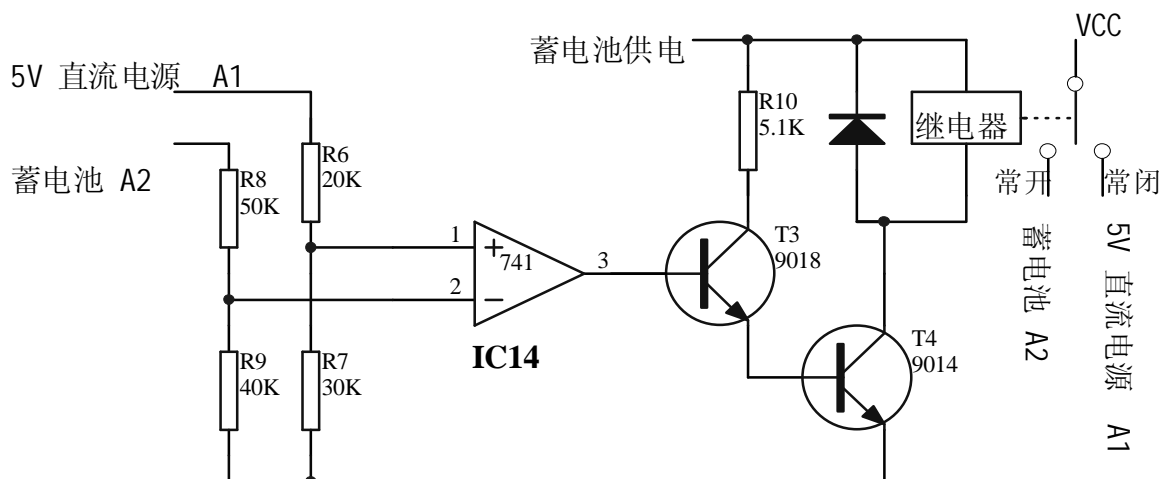 VCC
蓄电池供电
5V 直流电源 A1
R10
5.1K
继电器
R6
20K
蓄电池 A2
R8
50K
常开
常闭
1
+
741
3
T3
9018
2
−
IC14
蓄电池 A2
5V 直流电源 A1
R9
40K
R7
30K
T4
9014